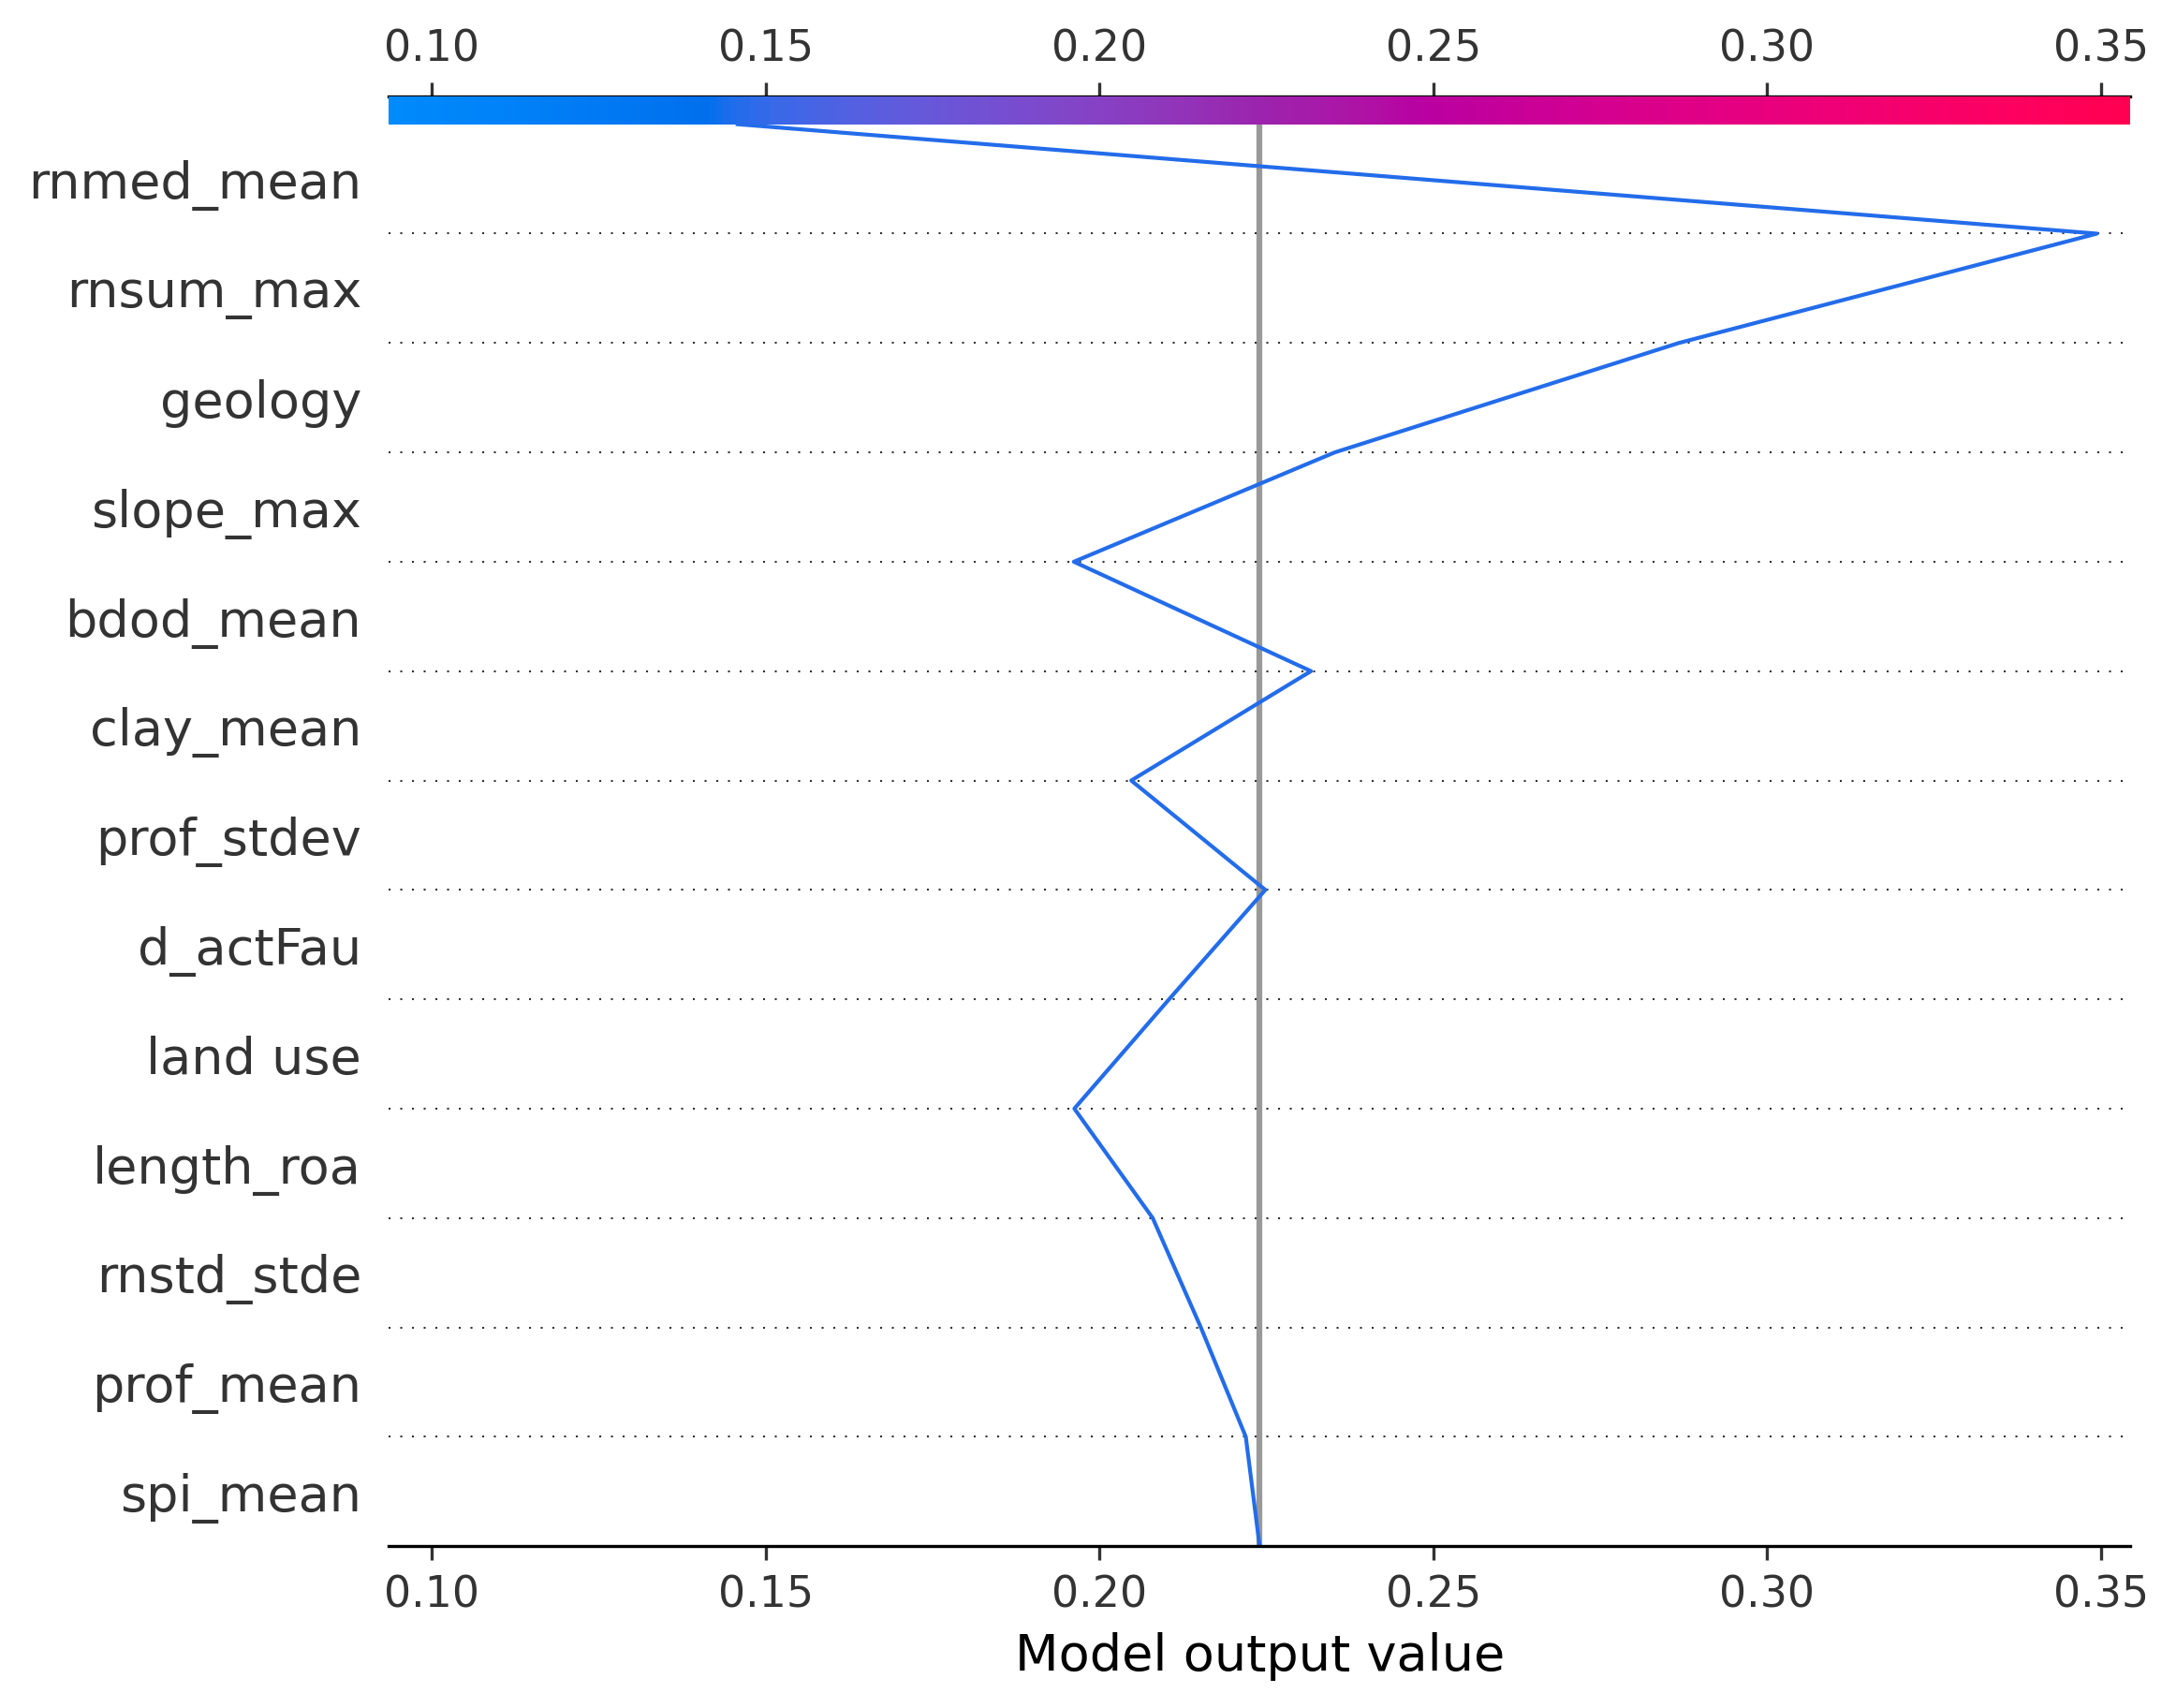 0.10 0.15 0.20 0.25 0.30 0.35
rnmed_mean
rnsum_max
geology
slope_max
bdod_mean
clay_mean
prof_stdev
d_actFau
land use
length_roa
rnstd_stde
prof_mean
spi_mean
0.10 0.15 0.20 0.25 0.30 0.35
Model output value